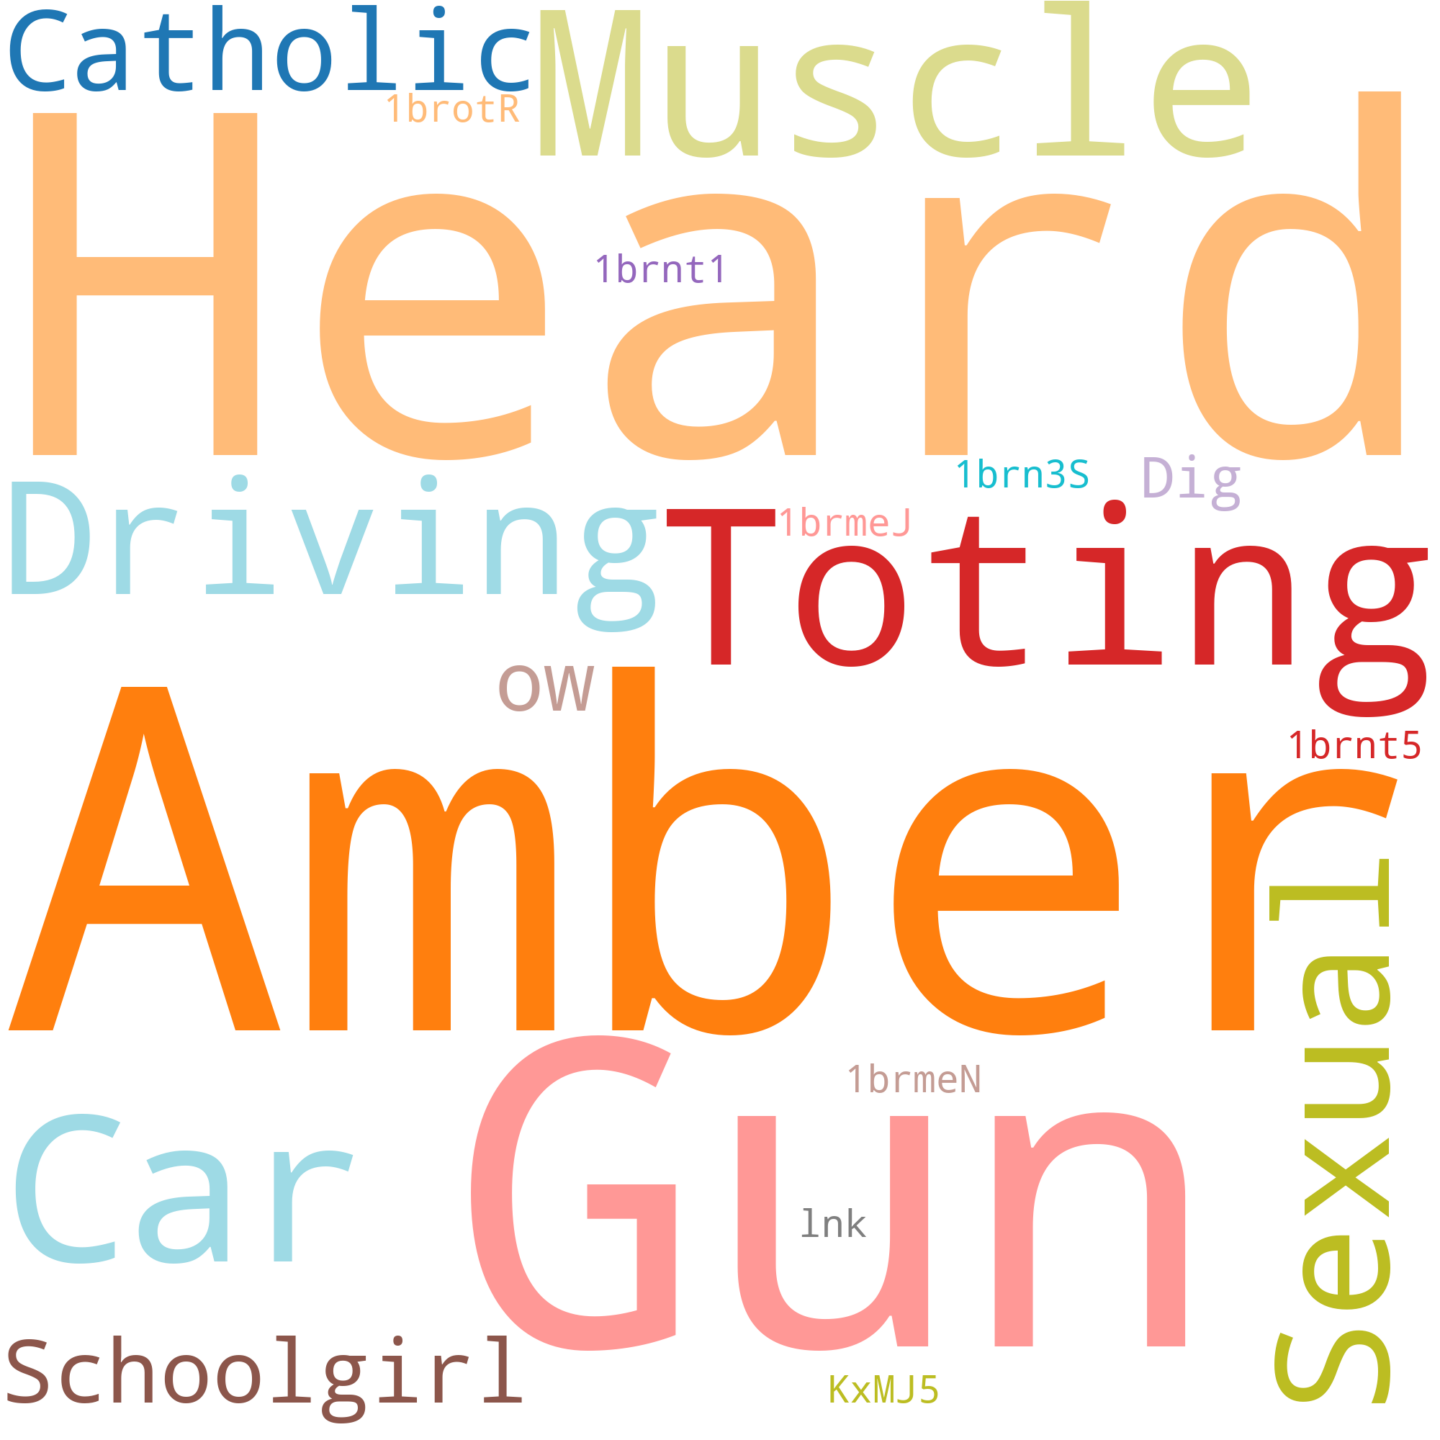 Catholic
Muscle
1brotR
Heard
1brnt1
1brn3S
Dig
Driving
1brmeJ
Toting
ow
1brnt5
Amber
Sexual
Gun
1brmeN
Car
lnk
Schoolgirl
KxMJ5